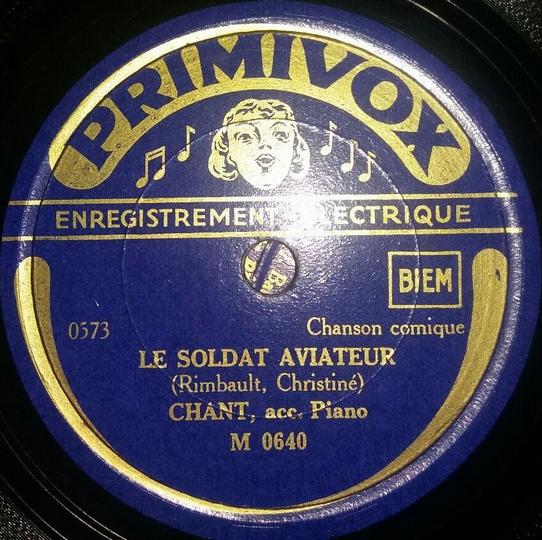 PRIMIVOX
ENREGISTREMENT ÉLECTRIQUE
BIEM
0573
Chanson comique
LE SOLDAT AVIATEUR
(Rimbault, Christiné)
CHANT, acc. Piano
M 0640